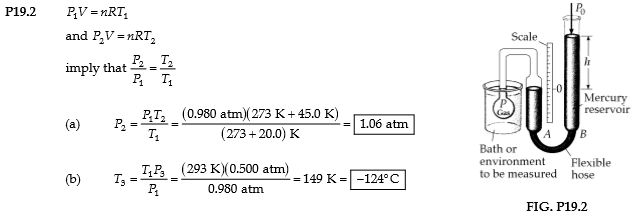 P19.2 P₁V = nRT₁
and P₂V = nRT₂
imply that P₂/P₁ = T₂/T₁
(a) P₂ = P₁T₂/T₁ = (0.980 atm)(273 K + 45.0 K)/(273 + 20.0) K = 1.06 atm
(b) T₃ = T₁P₃/P₁ = (293 K)(0.500 atm)/0.980 atm = 149 K = −124°C
P₀
Scale
h
0
Mercury
reservoir
P
Gas
A B
Bath or
environment
to be measured
Flexible
hose
FIG. P19.2